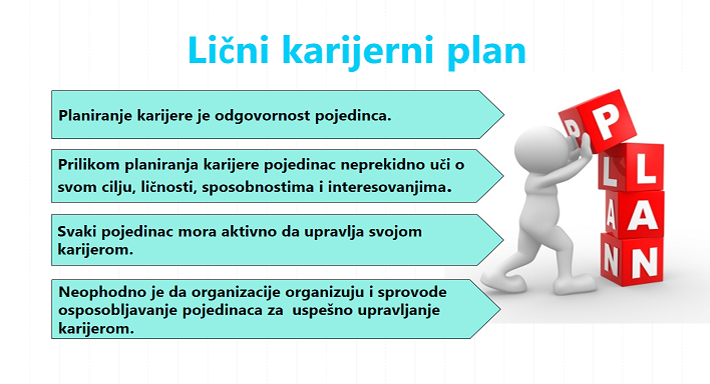 Lični karijerni plan
Planiranje karijere je odgovornost pojedinca.
Prilikom planiranja karijere pojedinac neprekidno uči o
svom cilju, ličnosti, sposobnostima i interesovanjima.
Svaki pojedinac mora aktivno da upravlja svojom
karijerom.
Neophodno je da organizacije organizuju i sprovode
osposobljavanje pojedinaca za  uspešno upravljanje
karijerom.
P
P
L
L
A
A
N
N